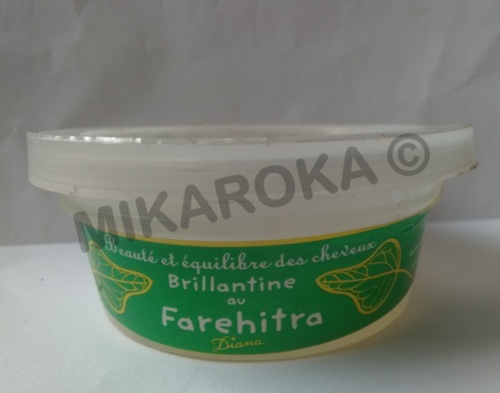 MIKAROKA ©
Beauté et équilibre des cheveux
Brillantine
au
Farehitra
Diana